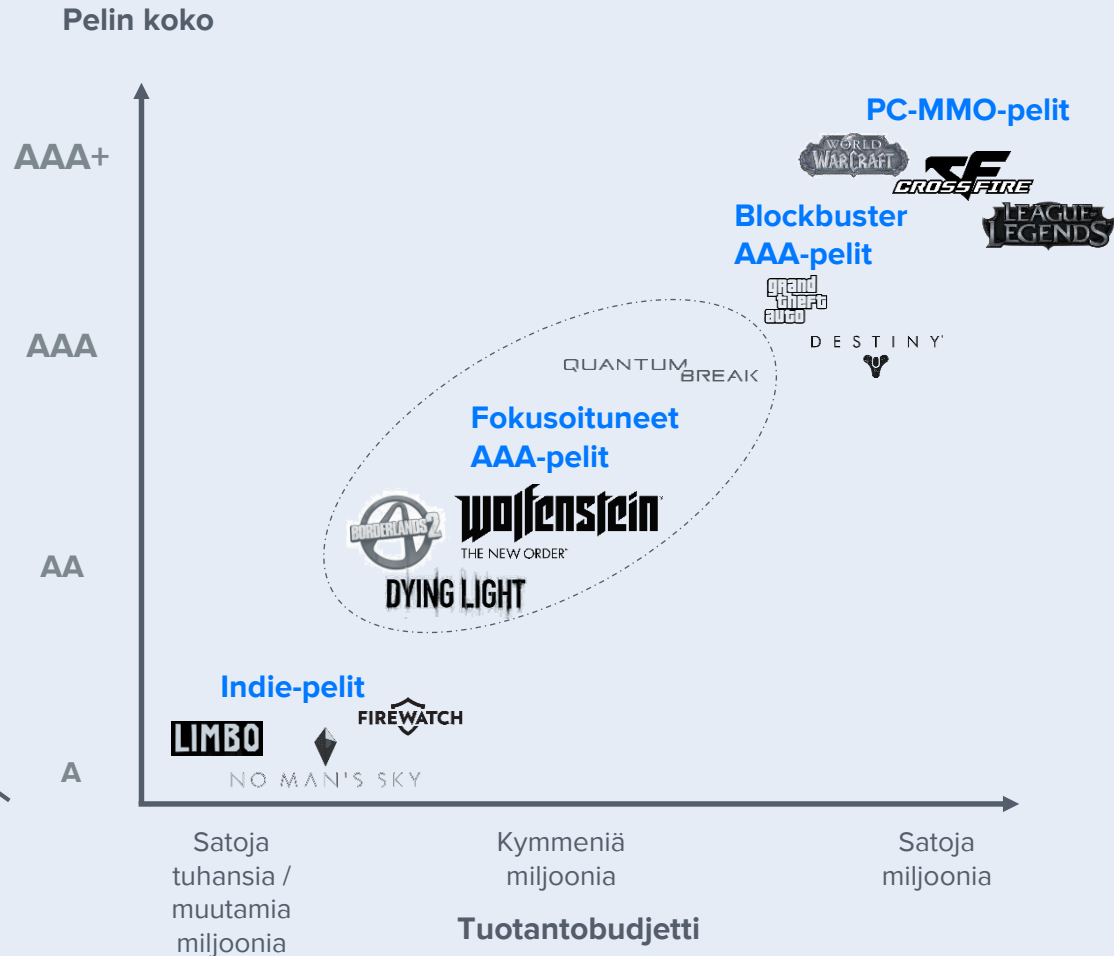 Pelin koko
PC-MMO-pelit
AAA+
WORLD
WARCRAFT
CF
CROSSFIRE
Blockbuster
AAA-pelit
LEAGUE OF
LEGENDS
grand
theft
auto
AAA
DESTINY
QUANTUM
BREAK
Fokusoituneet
AAA-pelit
BORDERLANDS 2
Wolfenstein
THE NEW ORDER
AA
DYING LIGHT
Indie-pelit
FIREWATCH
LIMBO
A
NO MAN'S SKY
Satoja
tuhansia /
muutamia
miljoonia
Kymmeniä
miljoonia
Satoja
miljoonia
Tuotantobudjetti